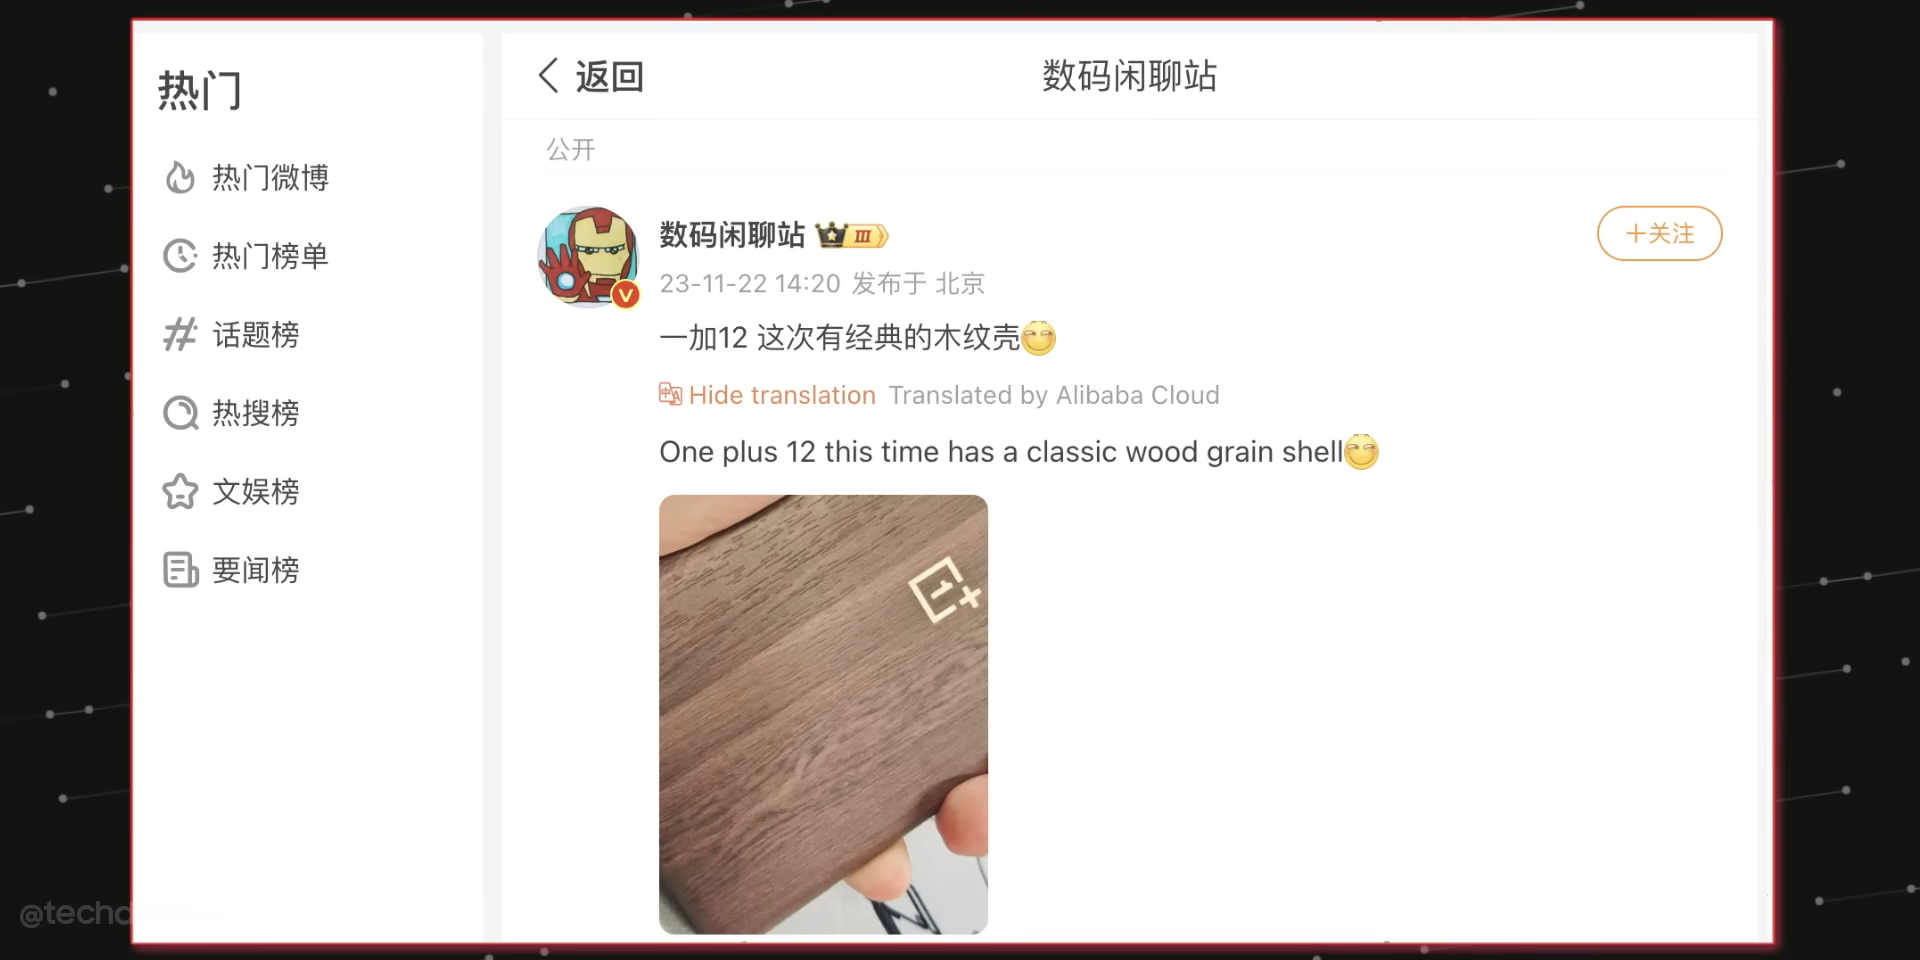 热门
热门微博
热门榜单
话题榜
热搜榜
文娱榜
要闻榜
返回
数码闲聊站
公开
数码闲聊站 III
23-11-22 14:20 发布于 北京
+关注
一加12 这次有经典的木纹壳
Hide translation Translated by Alibaba Cloud
One plus 12 this time has a classic wood grain shell